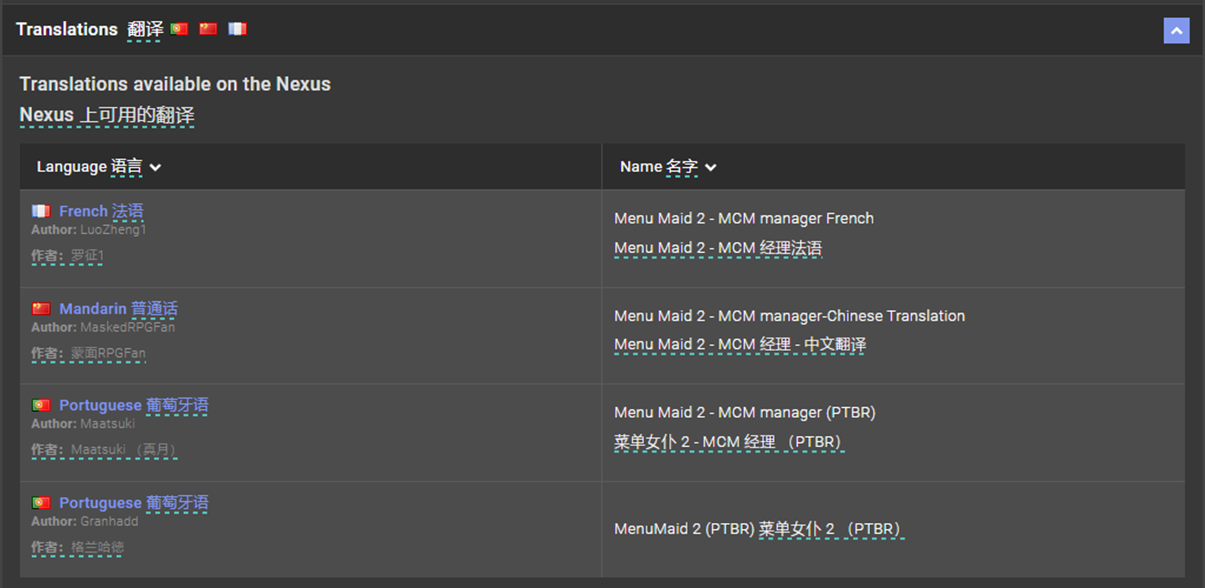 Translations 翻译
Translations available on the Nexus
Nexus 上可用的翻译
Language 语言
Name 名字
French 法语
Author: LuoZheng1
作者：罗征1
Menu Maid 2 - MCM manager French
Menu Maid 2 - MCM 经理法语
Mandarin 普通话
Author: MaskedRPGFan
作者：蒙面RPGFan
Menu Maid 2 - MCM manager-Chinese Translation
Menu Maid 2 - MCM 经理 - 中文翻译
Portuguese 葡萄牙语
Author: Maatsuki
作者：Maatsuki （真月）
Menu Maid 2 - MCM manager (PTBR)
菜单女仆 2 - MCM 经理 （PTBR）
Portuguese 葡萄牙语
Author: Granhadd
作者：格兰哈德
MenuMaid 2 (PTBR) 菜单女仆 2 （PTBR）